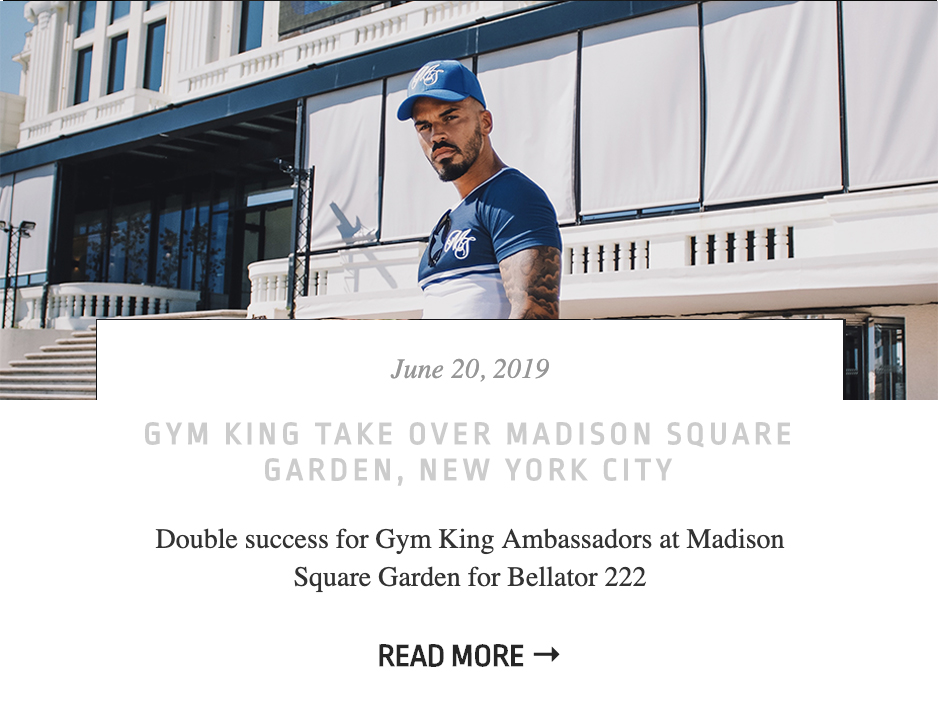 June 20, 2019
GYM KING TAKE OVER MADISON SQUARE
GARDEN, NEW YORK CITY
Double success for Gym King Ambassadors at Madison
Square Garden for Bellator 222
READ MORE →